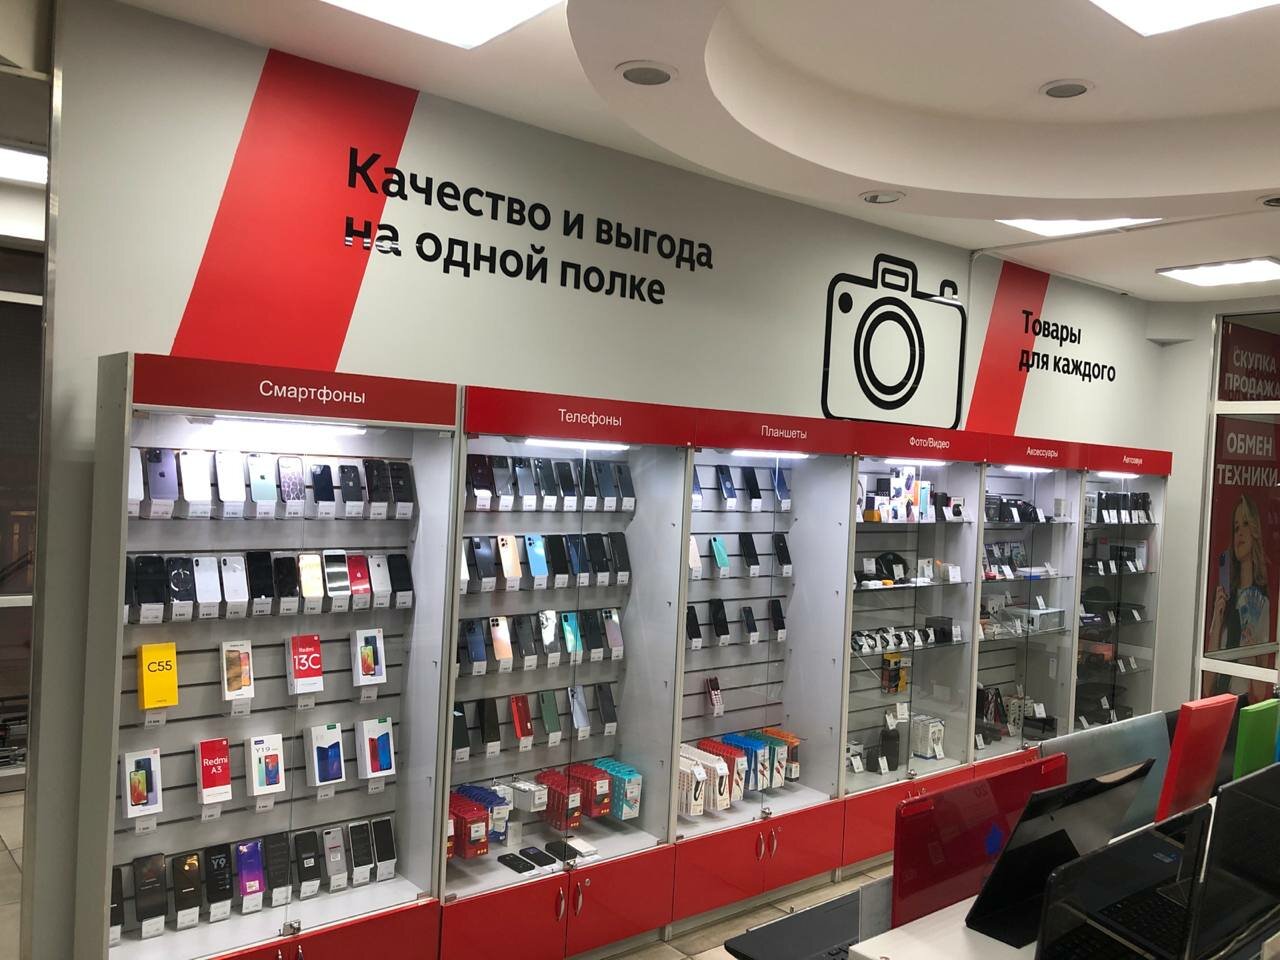 Качество и выгода
на одной полке
Товары
для каждого
СКУПКА
ПРОДАЖА
ОБМЕН
ТЕХНИКИ
Смартфоны
Телефоны
Планшеты
Фото/Видео
Аксессуары
Автозвук
C55
Redmi
13C
Redmi
A3
Y19
Y9